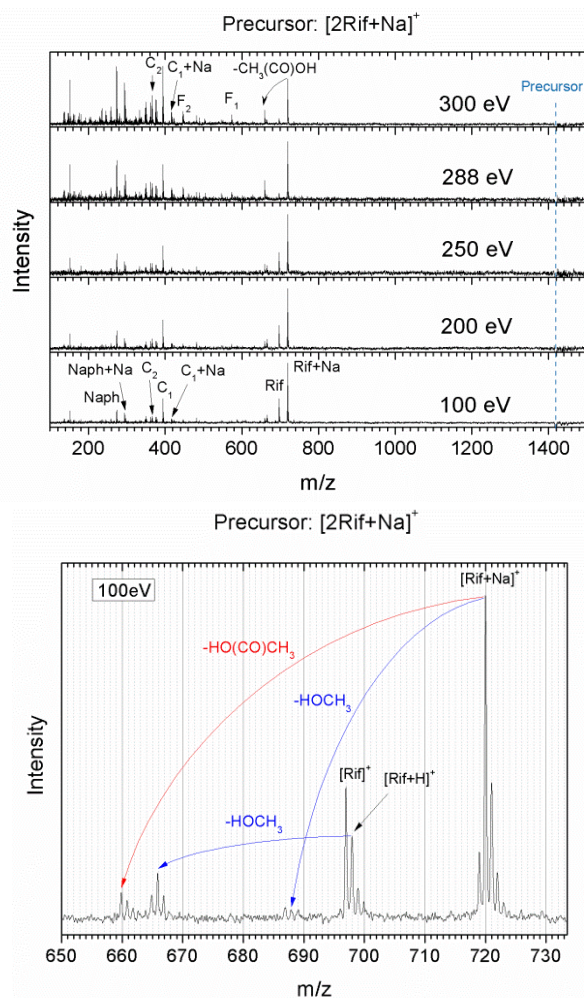 Precursor: [2Rif+Na]⁺
C₂
C₁+Na
-CH₃(CO)OH
F₂
F₁
Precursor
300 eV
288 eV
250 eV
200 eV
Naph+Na
C₂
C₁+Na
Rif+Na
Naph
C₁
Rif
100 eV
Intensity
200 400 600 800 1000 1200 1400
m/z
Precursor: [2Rif+Na]⁺
100eV
[Rif+Na]⁺
-HO(CO)CH₃
-HOCH₃
[Rif]⁺
[Rif+H]⁺
-HOCH₃
Intensity
650 660 670 680 690 700 710 720 730
m/z